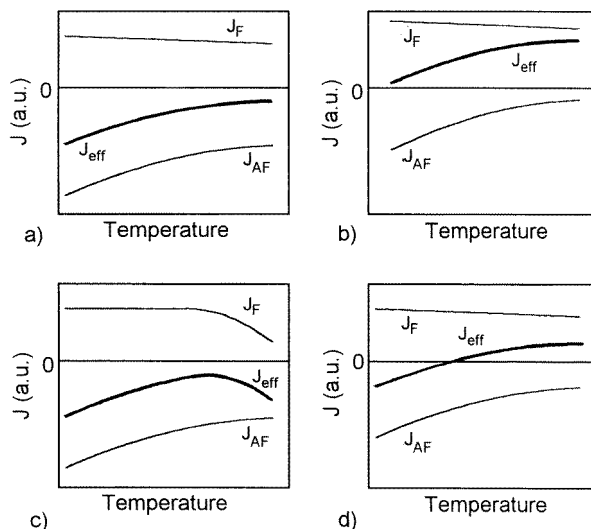 J (a.u.)
0
J_F
J_eff
J_AF
Temperature
a)
J (a.u.)
0
J_F
J_eff
J_AF
Temperature
b)
J (a.u.)
0
J_F
J_eff
J_AF
Temperature
c)
J (a.u.)
0
J_F
J_eff
J_AF
Temperature
d)